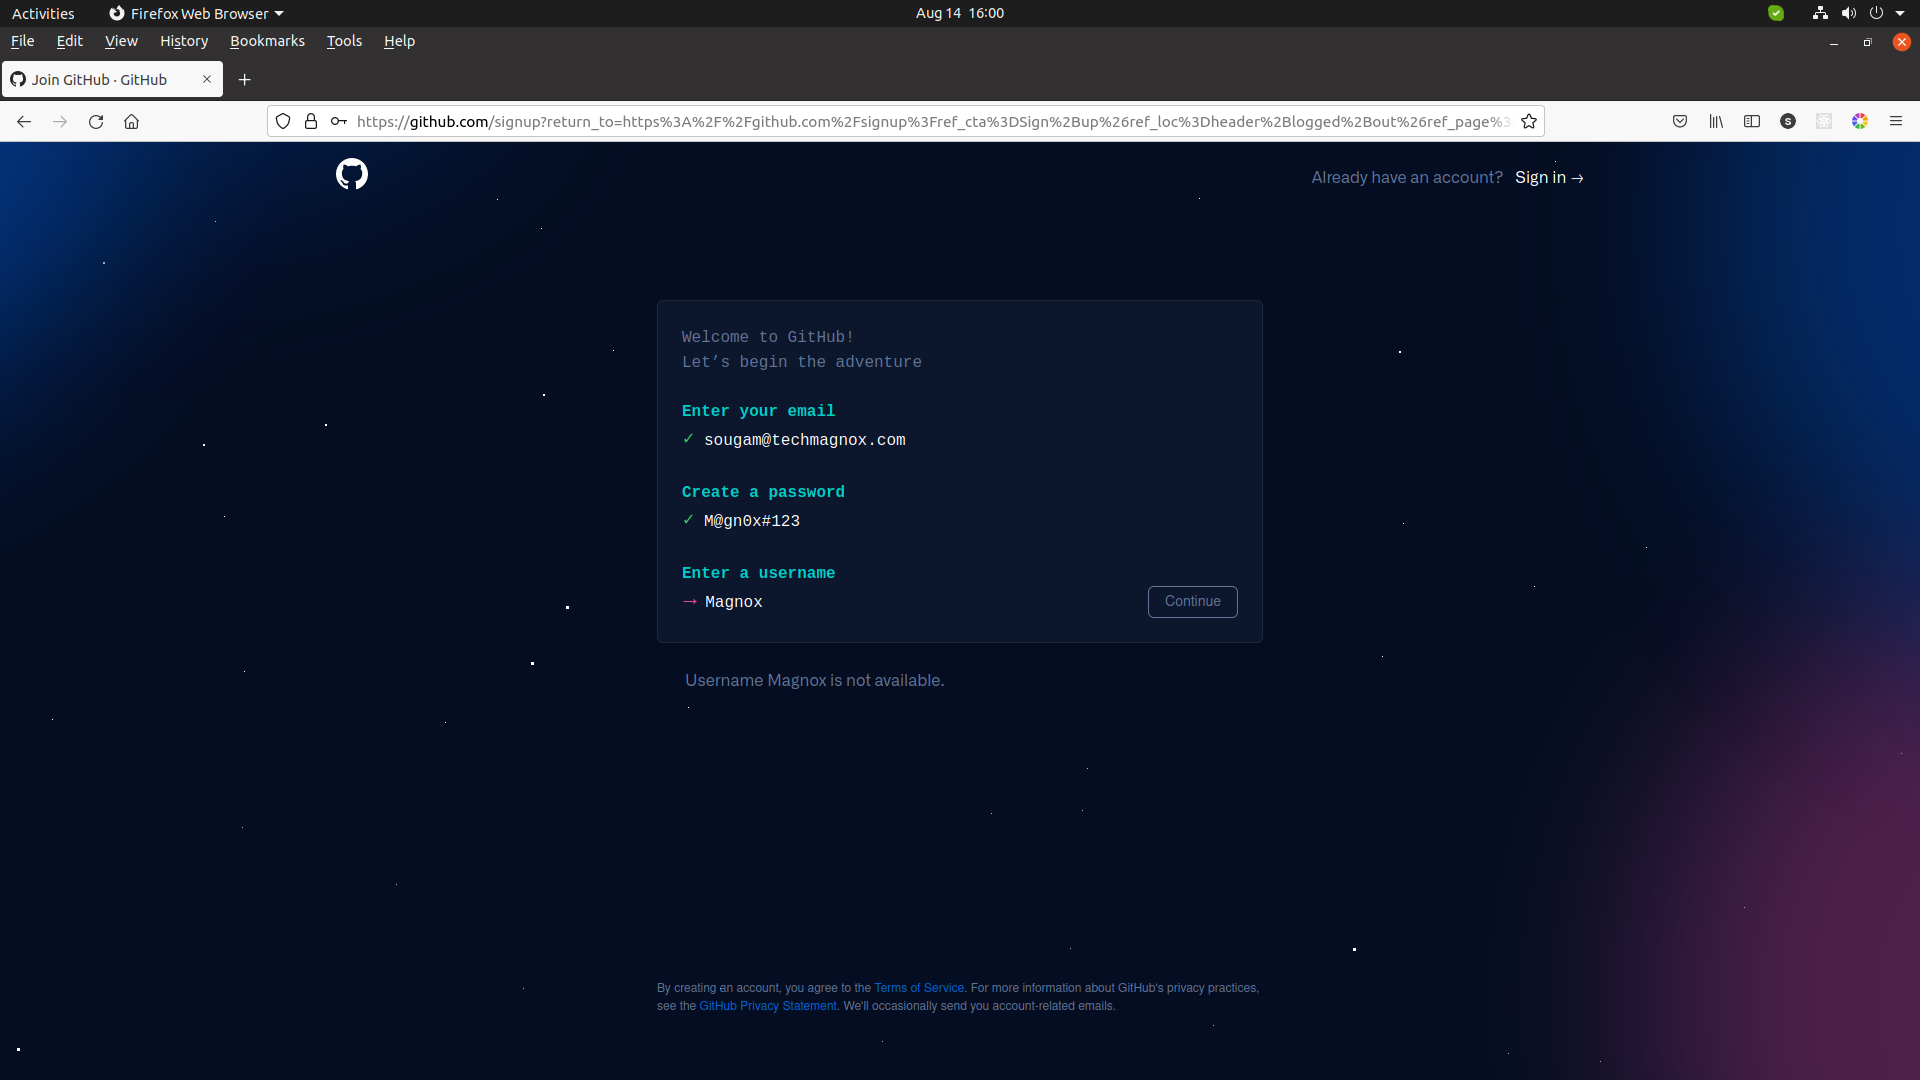 Activities
Firefox Web Browser
Aug 14 16:00
File Edit View History Bookmarks Tools Help
Join GitHub · GitHub
https://github.com/signup?return_to=https%3A%2F%2Fgithub.com%2Fsignup%3Fref_cta%3DSign%2Bup%26ref_loc%3Dheader%2Blogged%2Bout%26ref_page%3
S
Already have an account? Sign in →
Welcome to GitHub!
Let’s begin the adventure
Enter your email
✓ sougam@techmagnox.com
Create a password
✓ M@gn0x#123
Enter a username
→ Magnox
Continue
Username Magnox is not available.
By creating an account, you agree to the Terms of Service. For more information about GitHub's privacy practices,
see the GitHub Privacy Statement. We'll occasionally send you account-related emails.